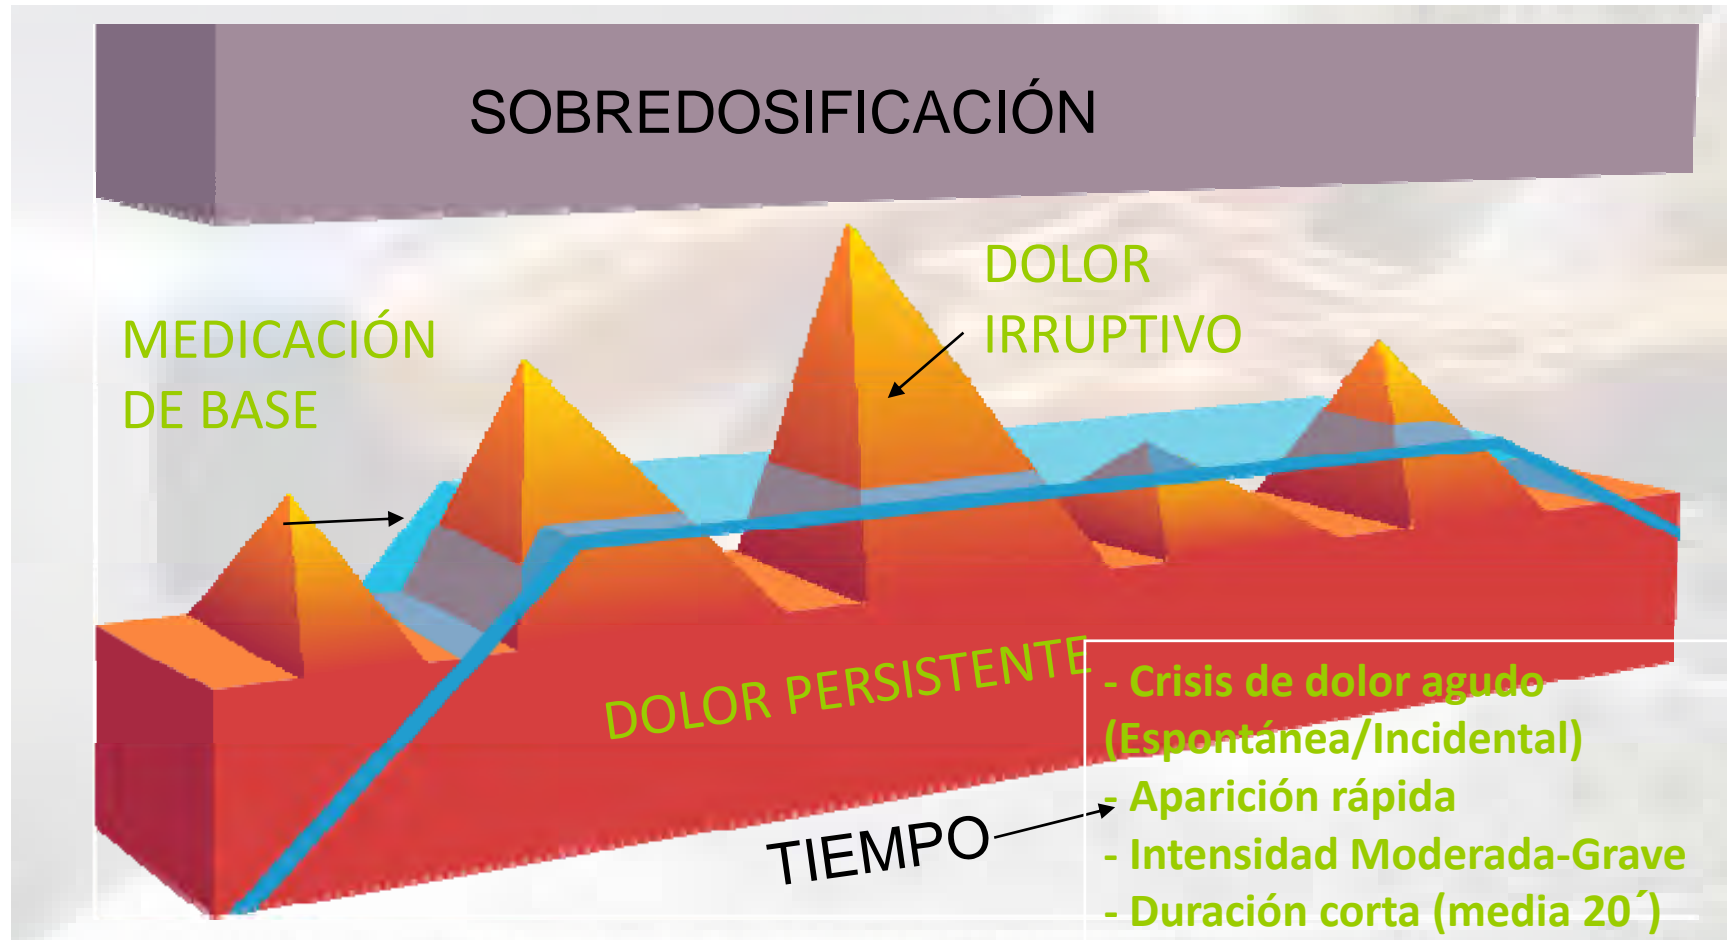 SOBREDOSIFICACIÓN
DOLOR
IRRUPTIVO
MEDICACIÓN
DE BASE
DOLOR PERSISTENTE
TIEMPO
- Crisis de dolor agudo
(Espontánea/Incidental)
- Aparición rápida
- Intensidad Moderada-Grave
- Duración corta (media 20´)